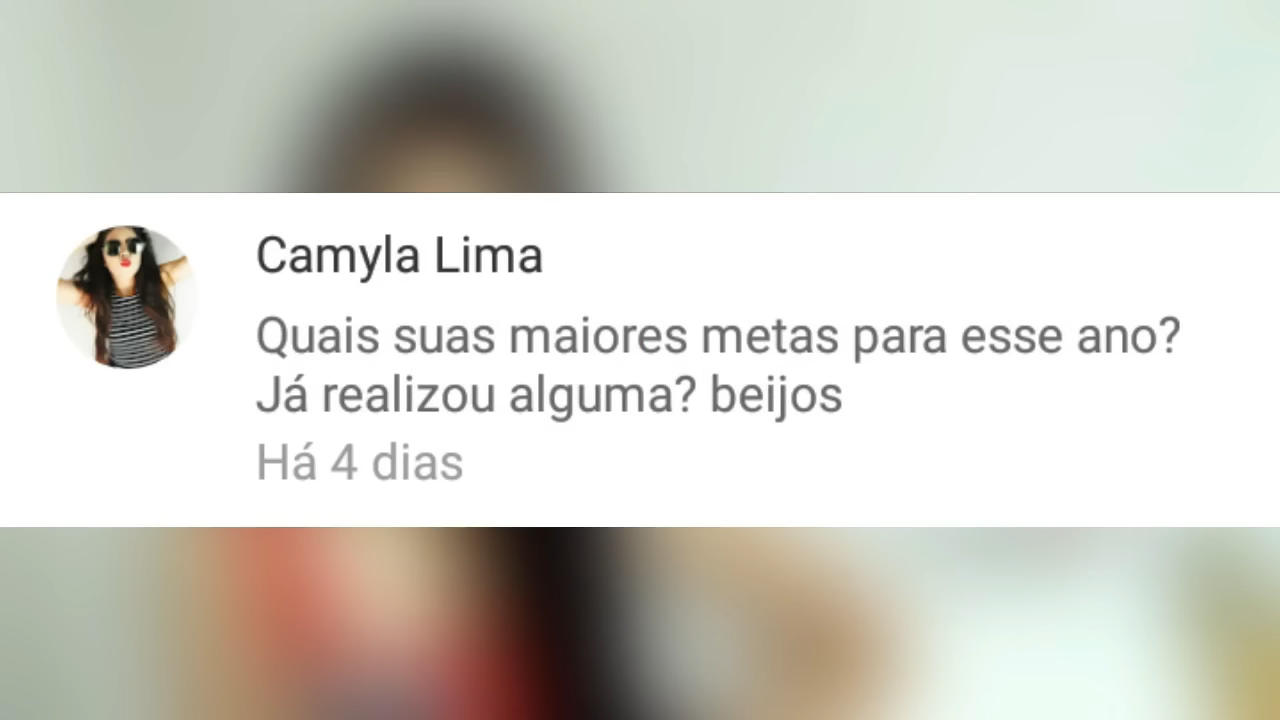 Camyla Lima
Quais suas maiores metas para esse ano?
Já realizou alguma? beijos
Há 4 dias